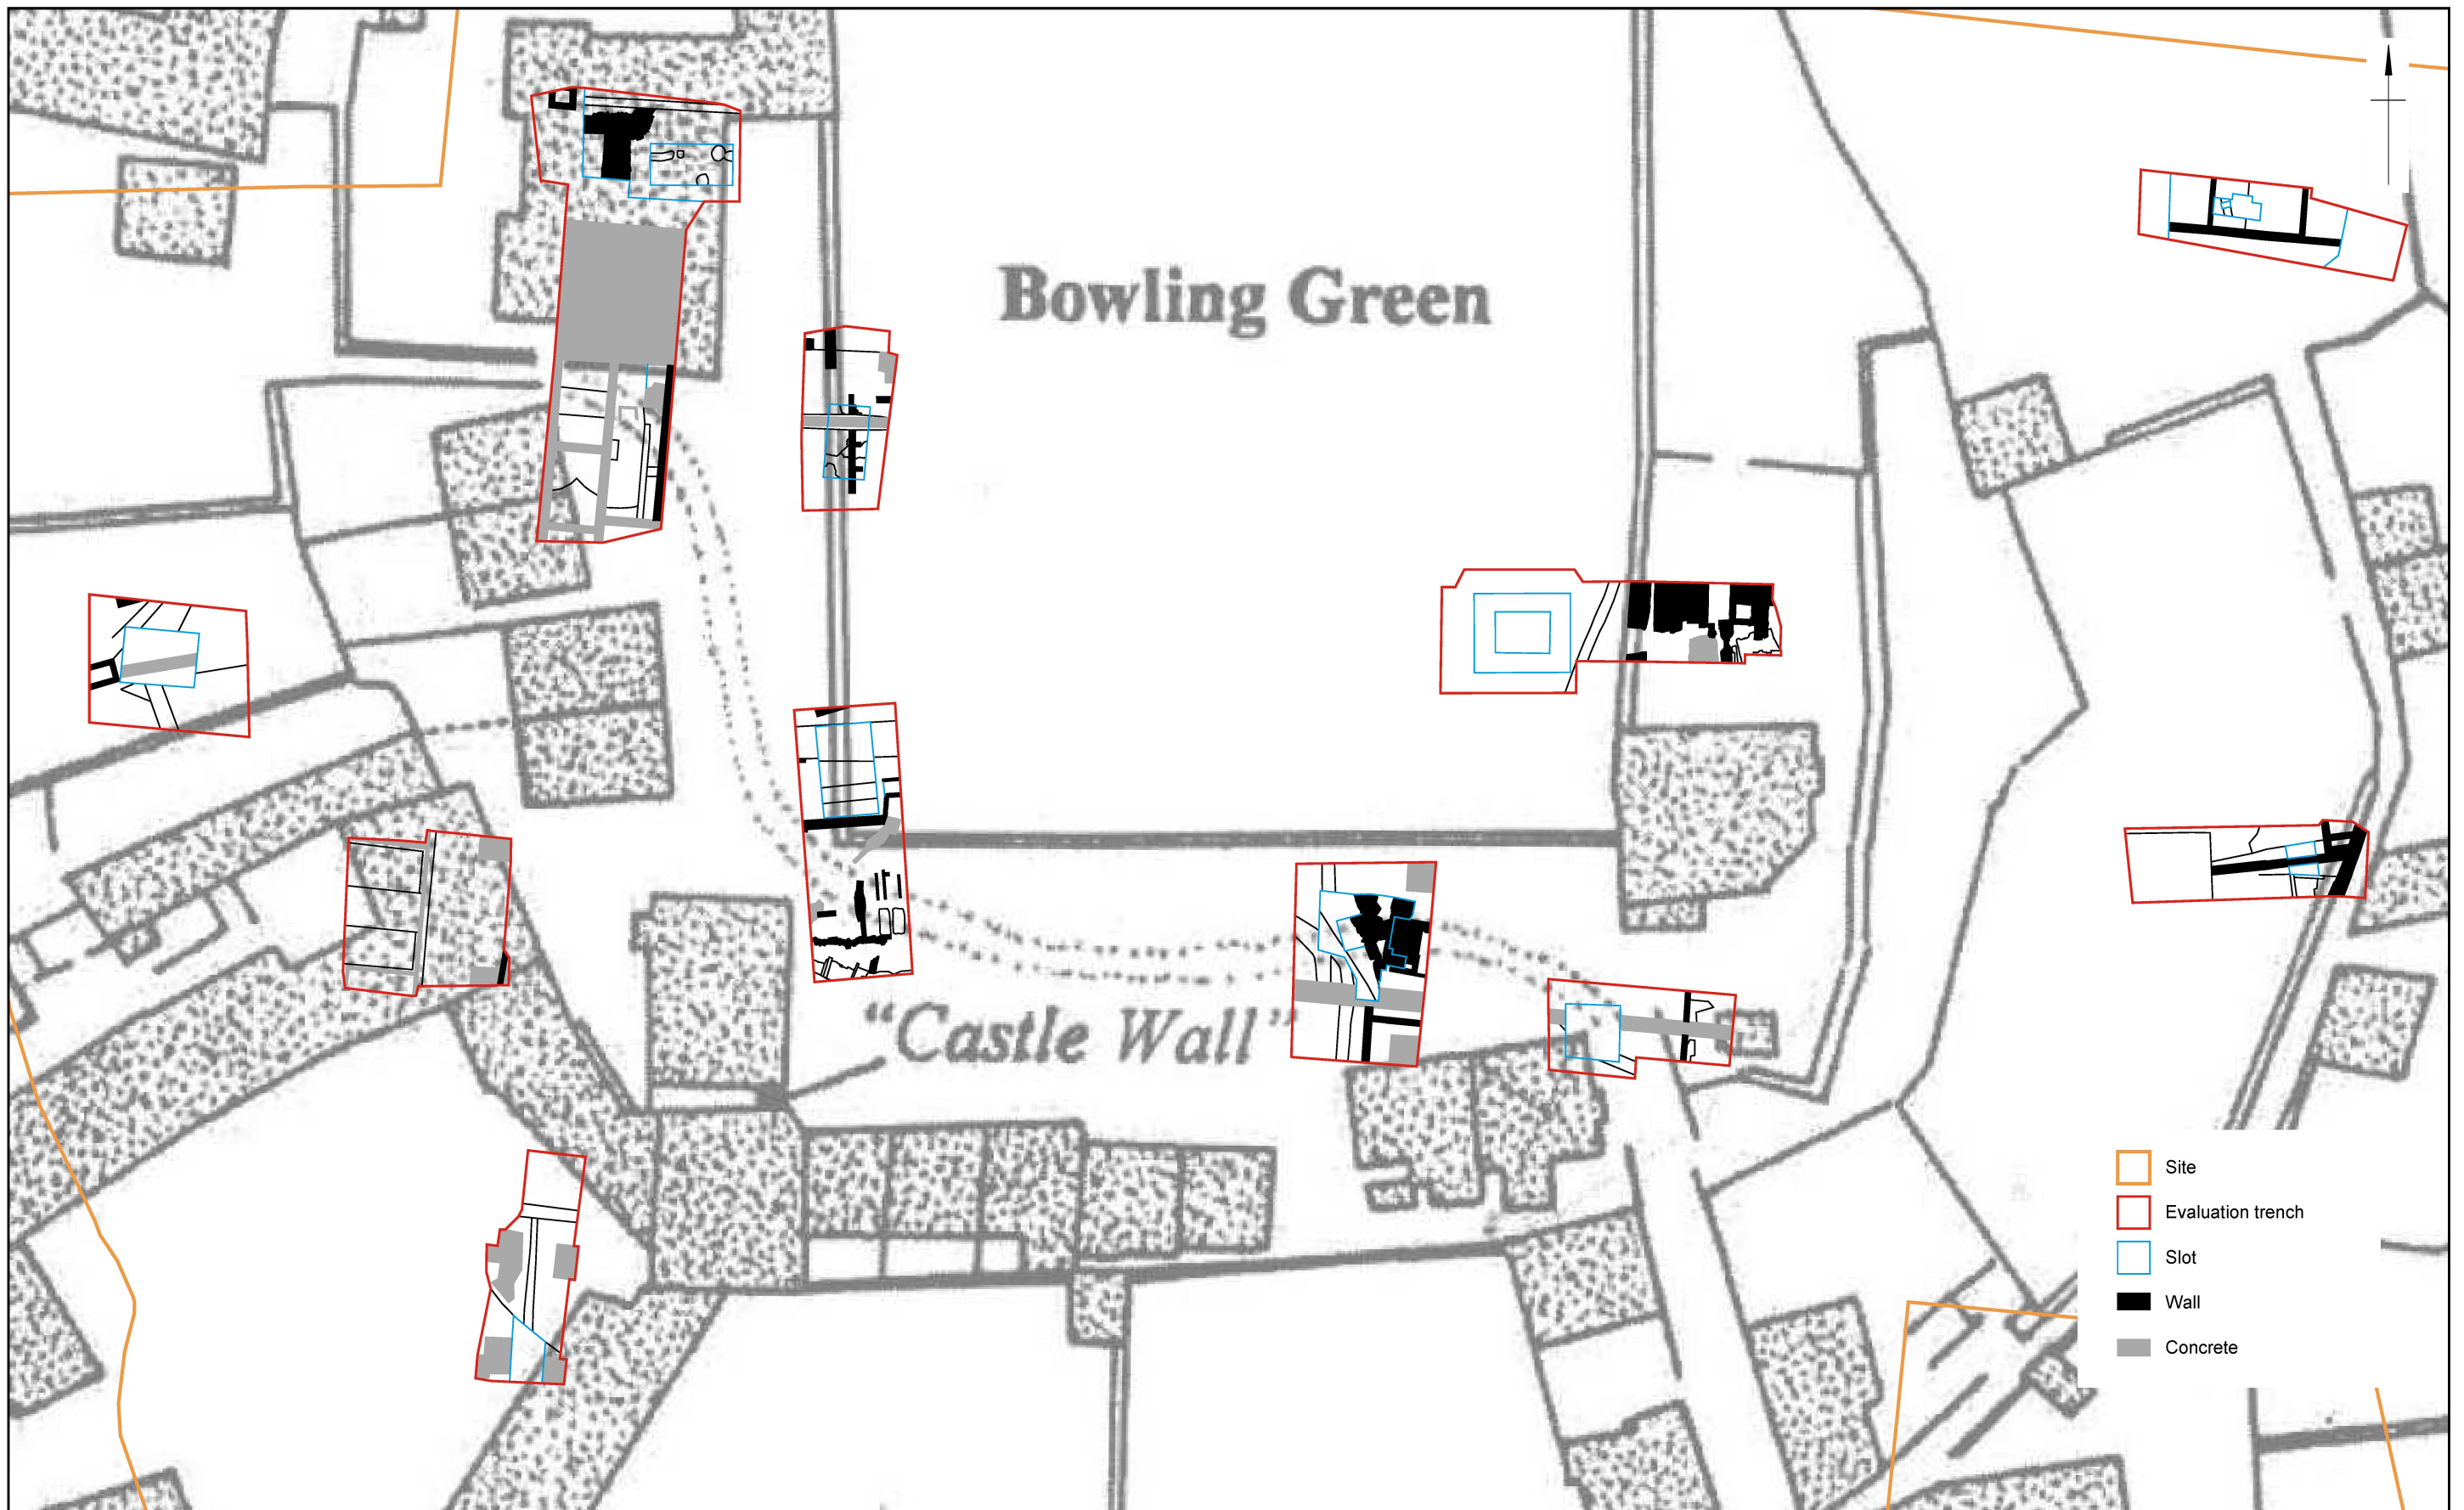 Bowling Green
“Castle Wall”
Site
Evaluation trench
Slot
Wall
Concrete